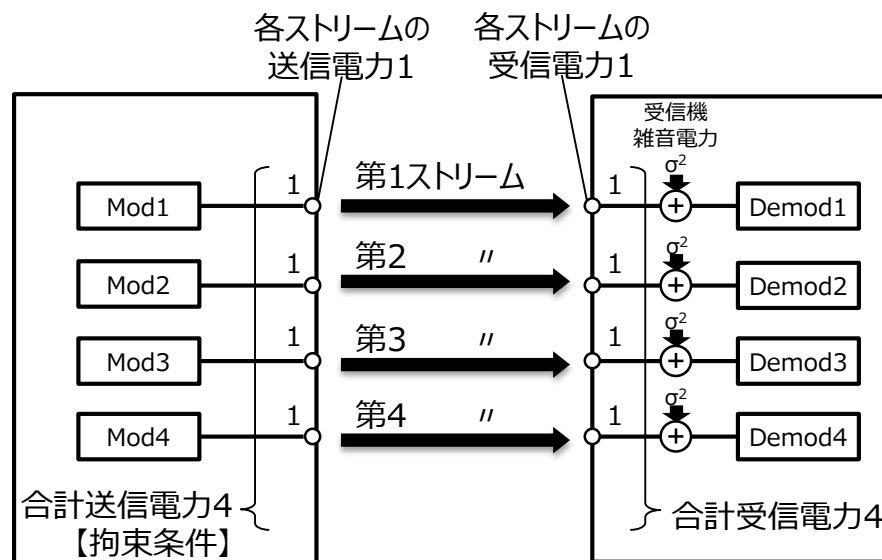 各ストリームの
送信電力1
各ストリームの
受信電力1
受信機
雑音電力
Mod1
1
第1ストリーム
1
σ²
+
Demod1
Mod2
1
第2 〃
1
σ²
+
Demod2
Mod3
1
第3 〃
1
σ²
+
Demod3
Mod4
1
第4 〃
1
σ²
+
Demod4
合計送信電力4
【拘束条件】
合計受信電力4